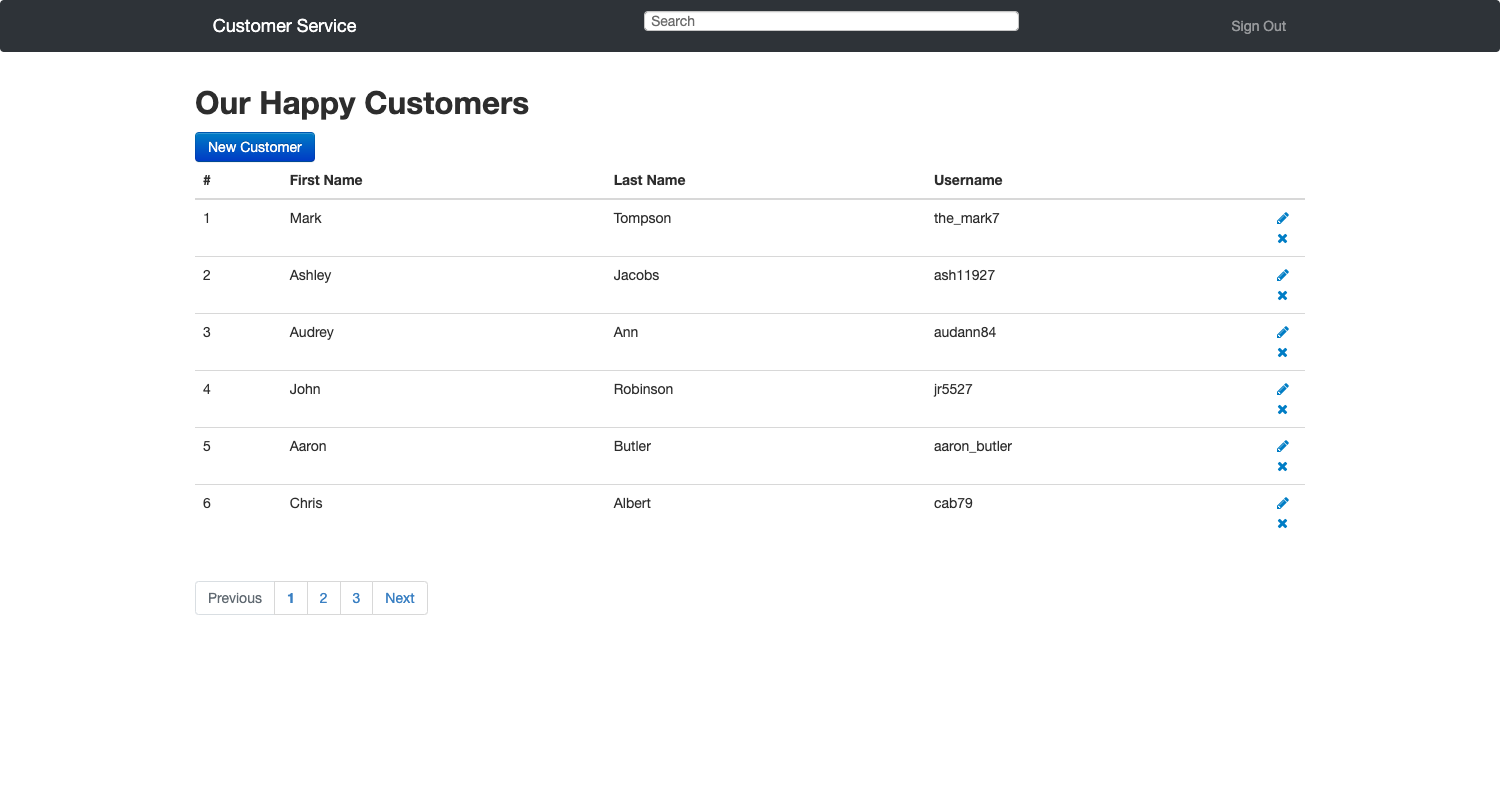 Customer Service Search Sign Out
Our Happy Customers
New Customer
# First Name Last Name Username
1 Mark Tompson the_mark7
2 Ashley Jacobs ash11927
3 Audrey Ann audann84
4 John Robinson jr5527
5 Aaron Butler aaron_butler
6 Chris Albert cab79
Previous 1 2 3 Next